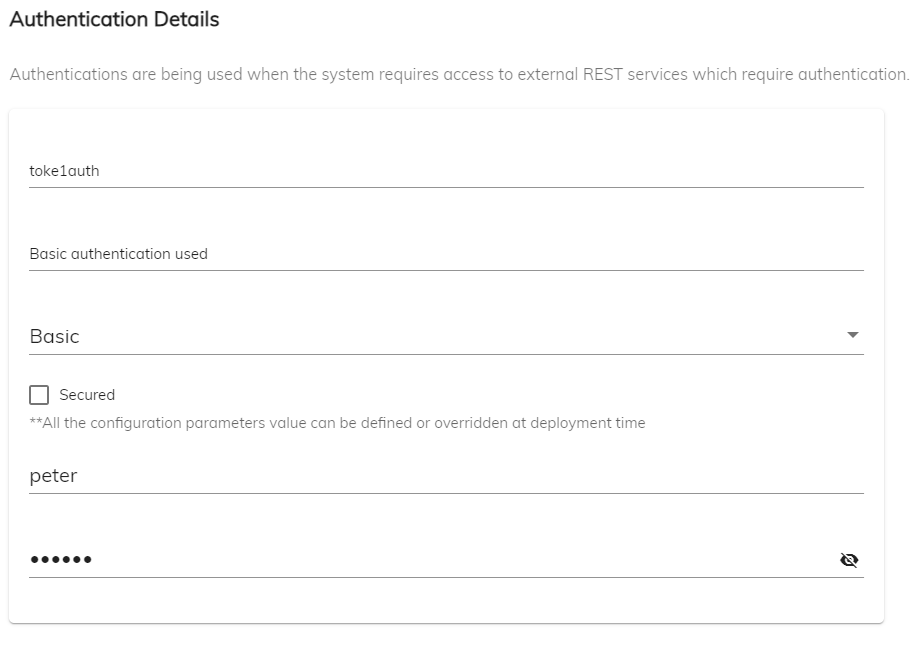 Authentication Details
Authentications are being used when the system requires access to external REST services which require authentication.
toke1auth
Basic authentication used
Basic
Secured
**All the configuration parameters value can be defined or overridden at deployment time
peter
••••••